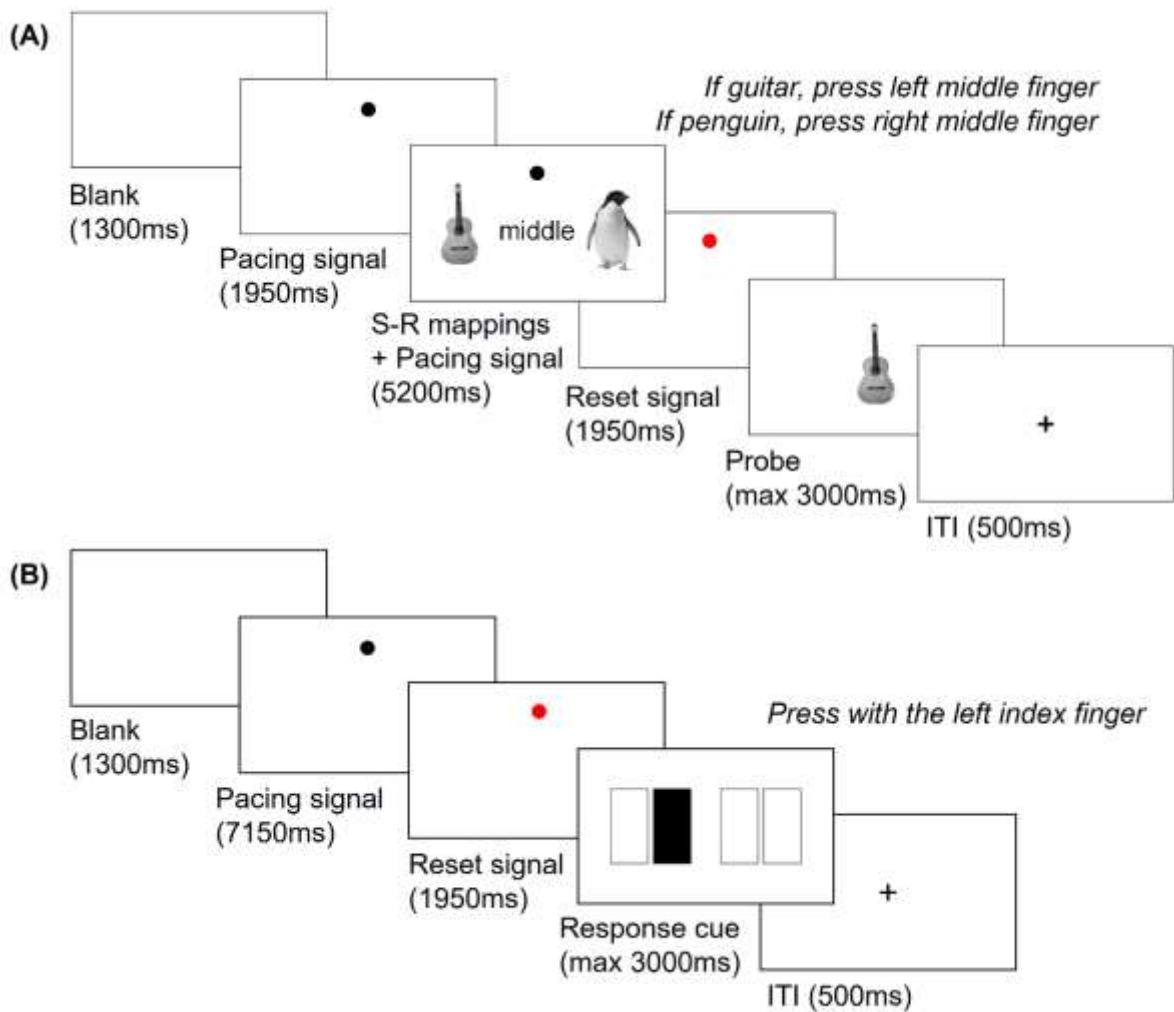 (A)
If guitar, press left middle finger
If penguin, press right middle finger
Blank
(1300ms)
middle
Pacing signal
(1950ms)
S-R mappings
+ Pacing signal
(5200ms)
Reset signal
(1950ms)
Probe
(max 3000ms)
+
ITI (500ms)
(B)
Press with the left index finger
Blank
(1300ms)
Pacing signal
(7150ms)
Reset signal
(1950ms)
Response cue
(max 3000ms)
+
ITI (500ms)